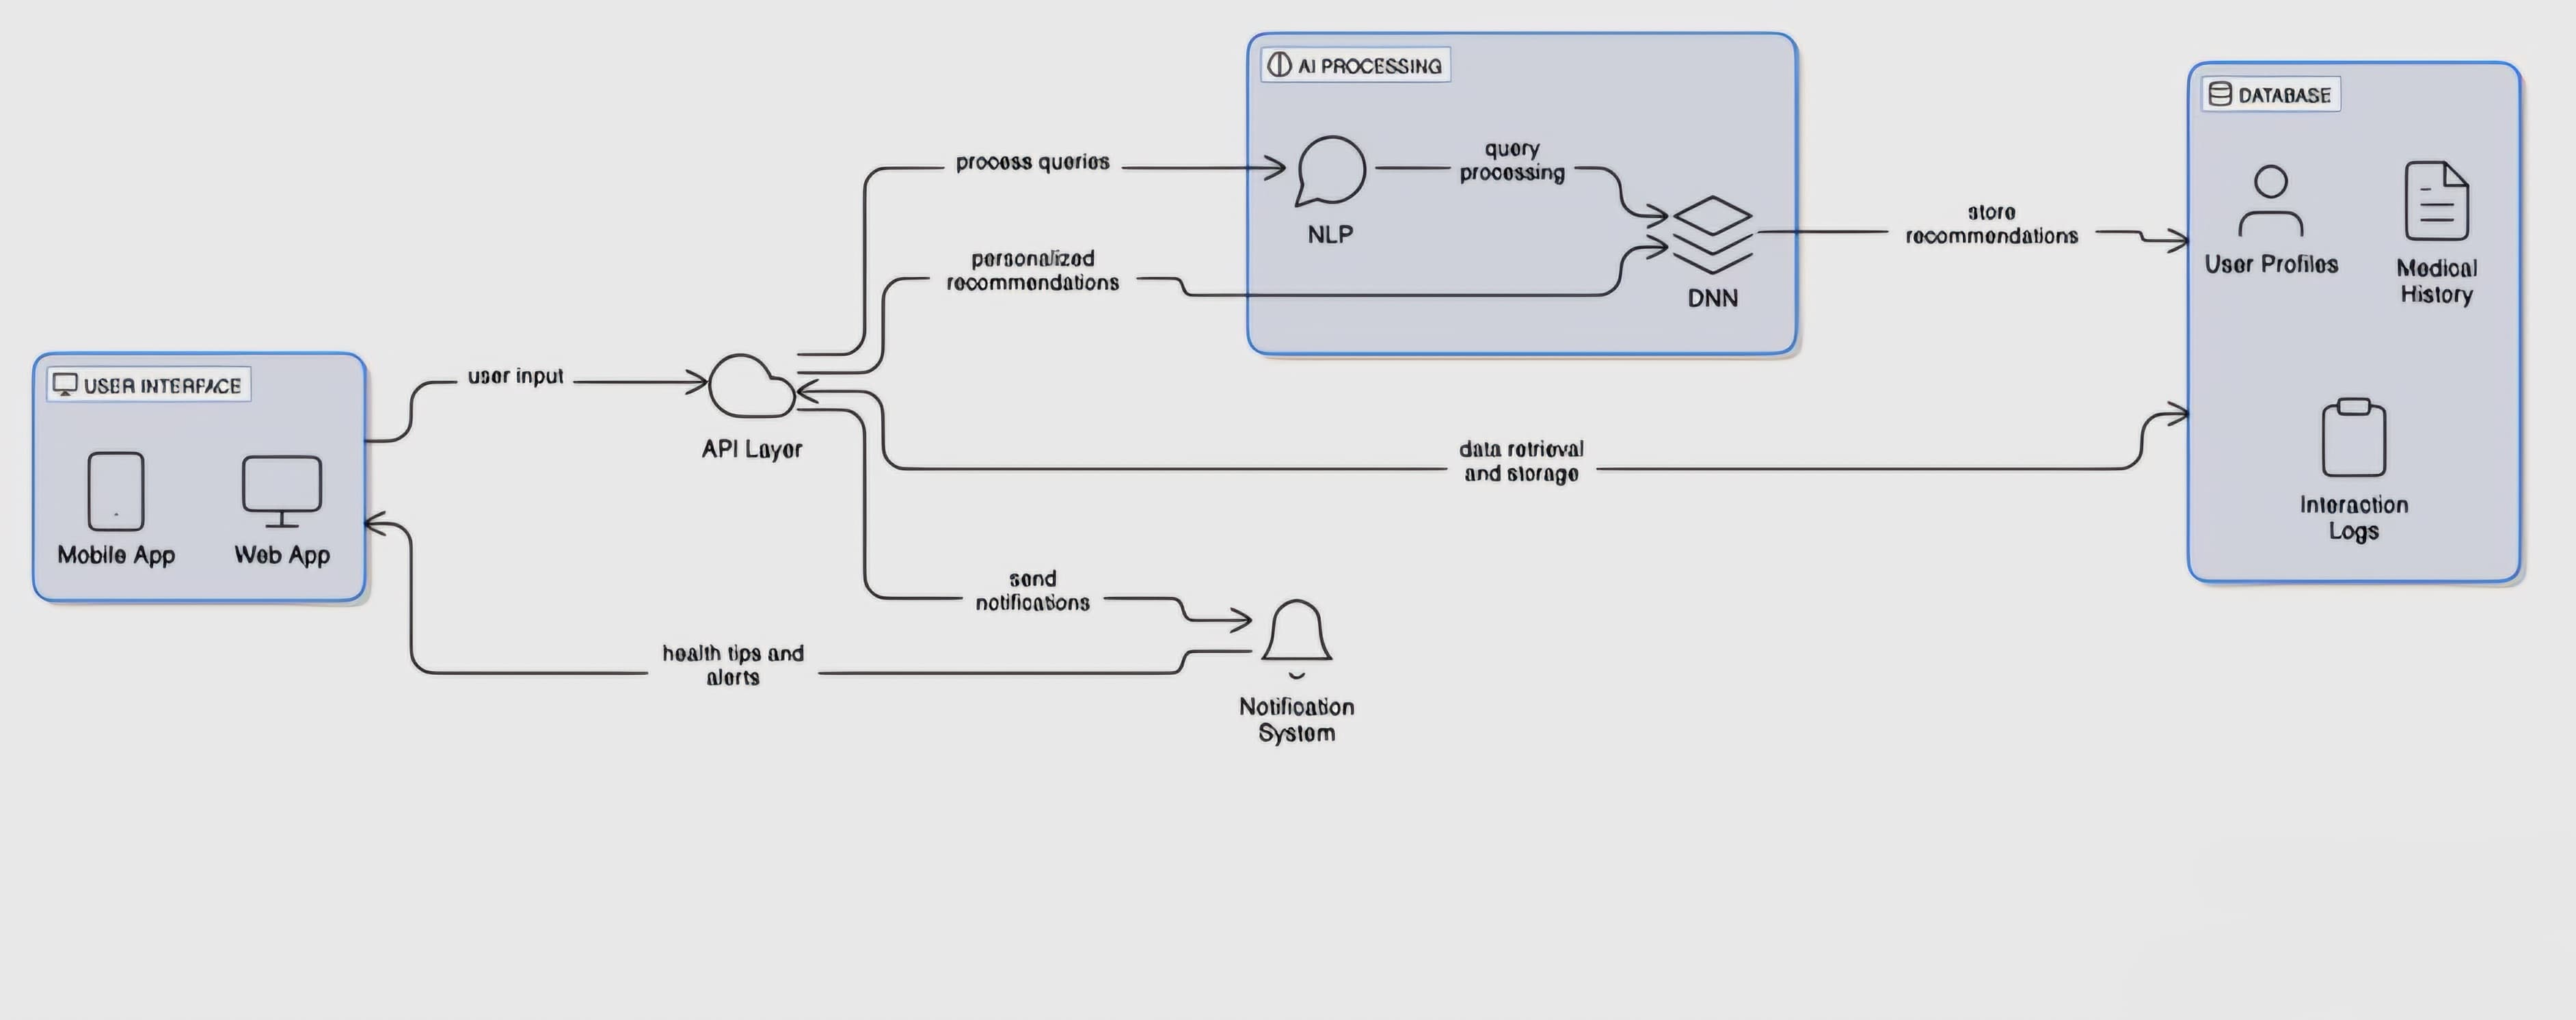 AI PROCESSING
DATABASE
process queries
query
processing
NLP
store
recommendations
personalized
recommendations
DNN
User Profiles
Medical
History
USER INTERFACE
user input
API Layer
data retrieval
and storage
Mobile App
Web App
Interaction
Logs
send
notifications
health tips and
alerts
Notification
System